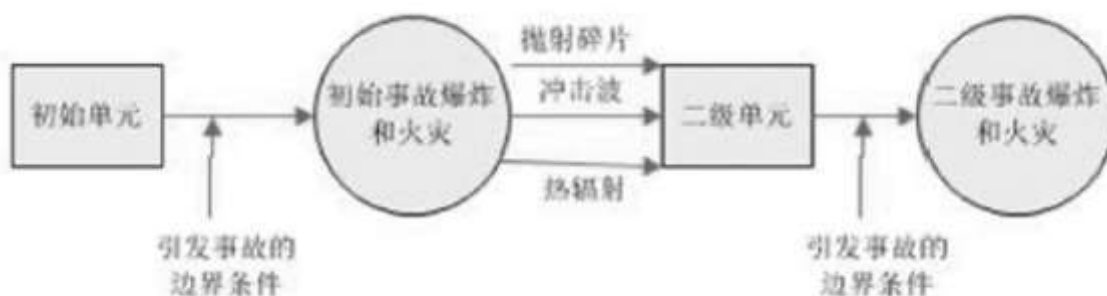 初始单元
引发事故的
边界条件
初始事故爆炸
和火灾
抛射碎片
冲击波
热辐射
二级单元
引发事故的
边界条件
二级事故爆炸
和火灾